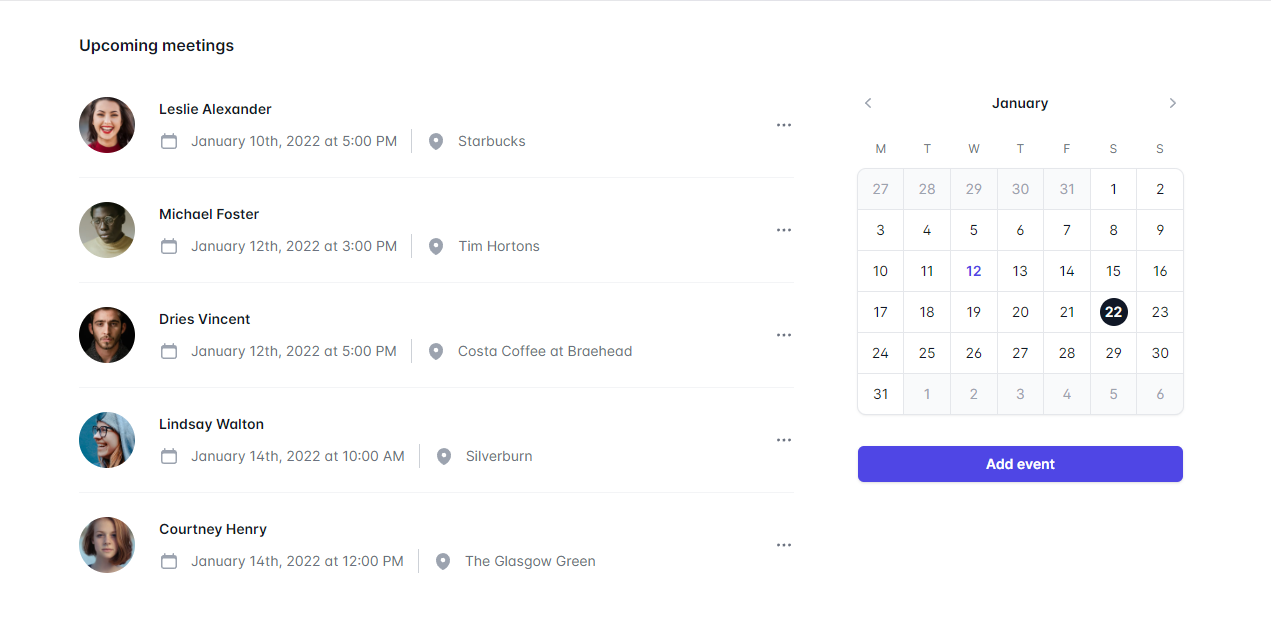 Upcoming meetings
Leslie Alexander
January 10th, 2022 at 5:00 PM Starbucks
Michael Foster
January 12th, 2022 at 3:00 PM Tim Hortons
Dries Vincent
January 12th, 2022 at 5:00 PM Costa Coffee at Braehead
Lindsay Walton
January 14th, 2022 at 10:00 AM Silverburn
Courtney Henry
January 14th, 2022 at 12:00 PM The Glasgow Green
January
M T W T F S S
27 28 29 30 31 1 2
3 4 5 6 7 8 9
10 11 12 13 14 15 16
17 18 19 20 21 22 23
24 25 26 27 28 29 30
31 1 2 3 4 5 6
Add event